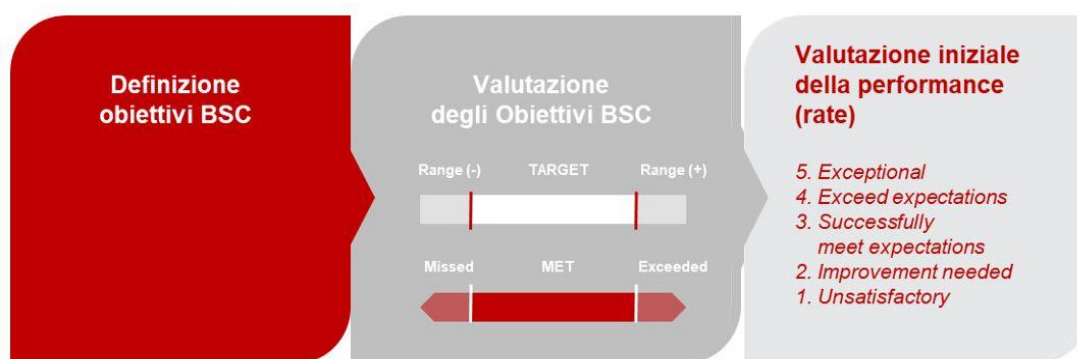 Definizione
obiettivi BSC
Valutazione
degli Obiettivi BSC
Range (-) TARGET Range (+)
Missed MET Exceeded
Valutazione iniziale
della performance
(rate)
5. Exceptional
4. Exceed expectations
3. Successfully
meet expectations
2. Improvement needed
1. Unsatisfactory